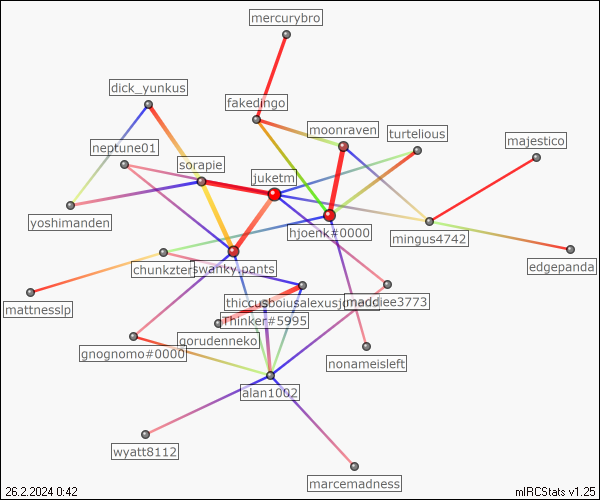 mercurybro
dick_yunkus
fakedingo
moonraven
turtelious
neptune01
majestico
sorapie
juketm
yoshimanden
hjoenk#0000
mingus4742
chunkzter
swanky.pants
edgepanda
mattnesslp
maddiee3773
Thinker#5995
gorudenneko
gnognomo#0000
nonameisleft
alan1002
wyatt8112
marcemadness
26.2.2024 0:42
mIRCStats v1.25